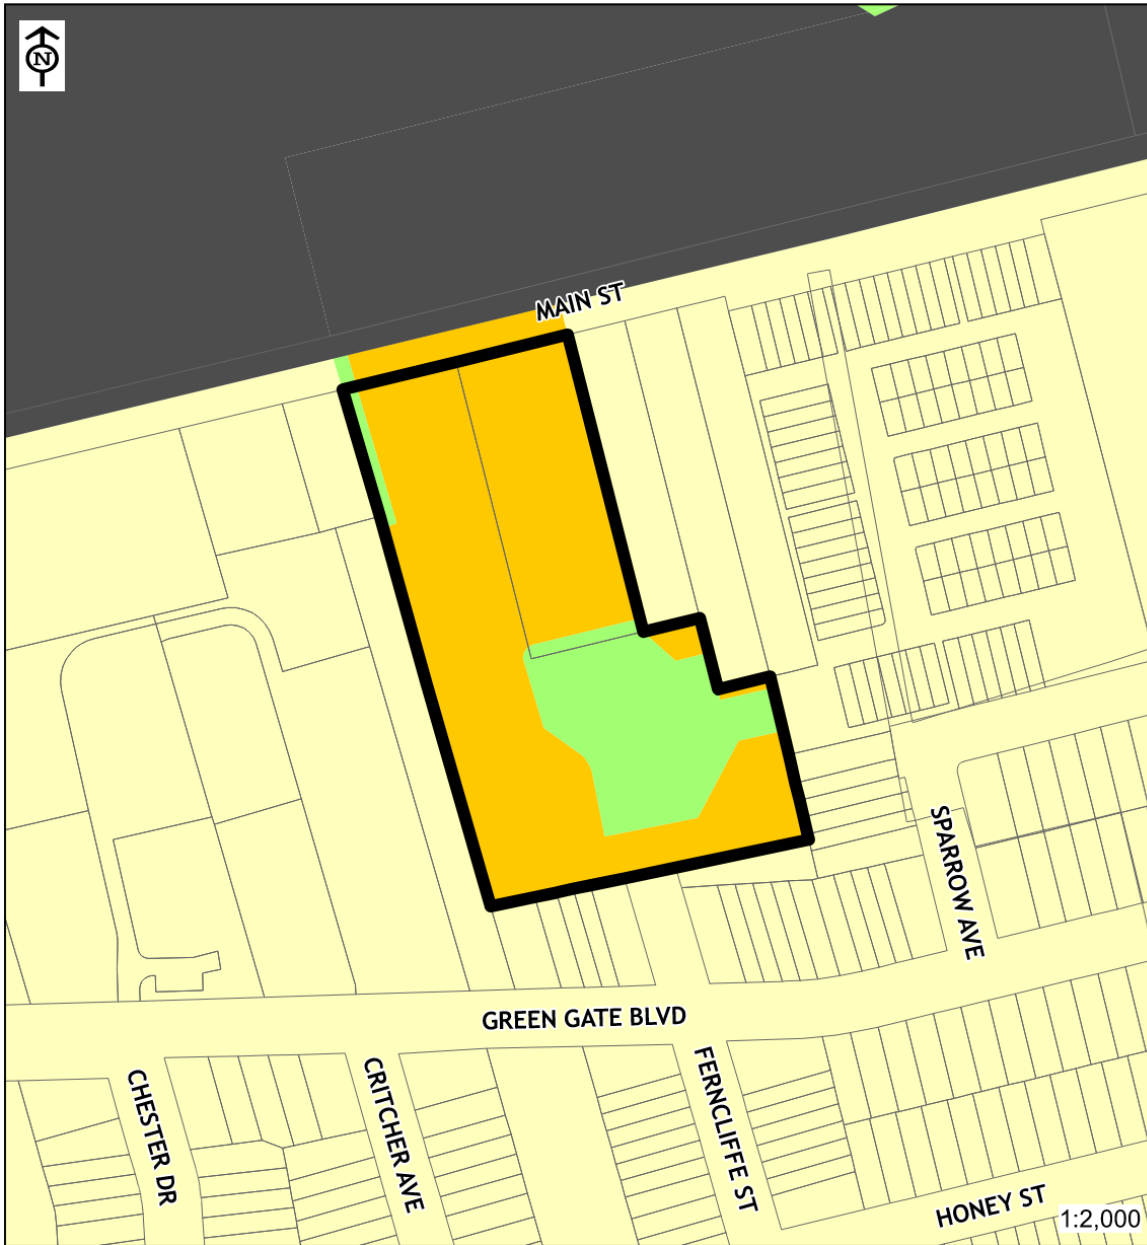 N
MAIN ST
SPARROW AVE
GREEN GATE BLVD
CHESTER DR
CRITCHER AVE
FERNCLIFFE ST
HONEY ST
1:2,000